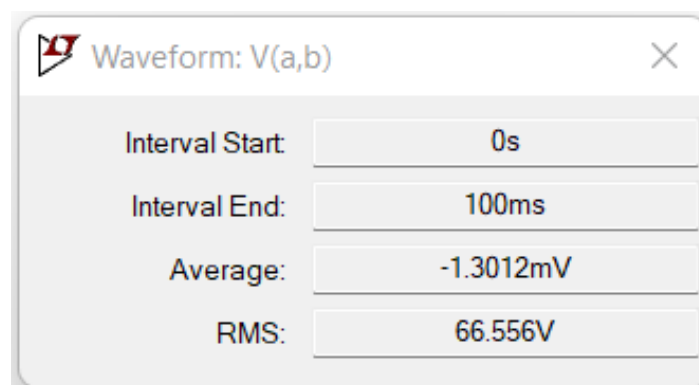 Waveform: V(a,b)
Interval Start: 0s
Interval End: 100ms
Average: -1.3012mV
RMS: 66.556V